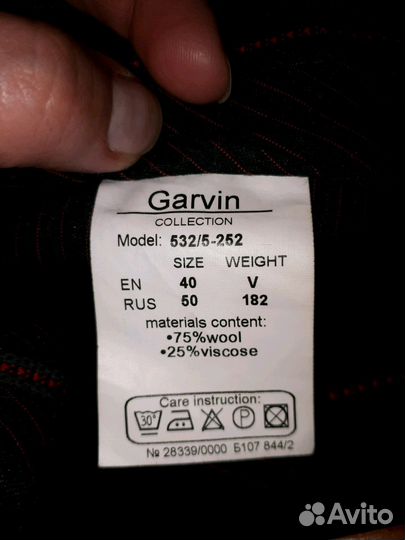 Garvin
COLLECTION
Model: 532/5-252
SIZE WEIGHT
EN 40 V
RUS 50 182
materials content:
•75%wool
•25%viscose
Care instruction:
30° P
№ 28339/0000 Б107 844/2
Avito